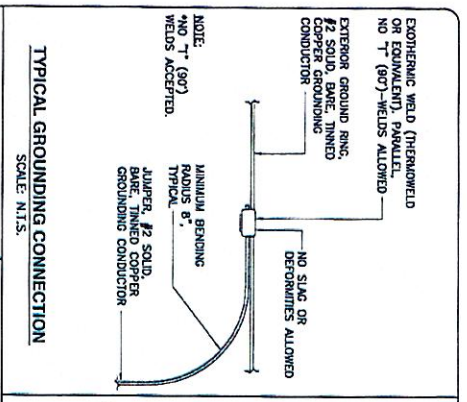 EXOTHERMIC WELD (THERMOWELD
OR EQUIVALENT). PARALLEL,
NO "T" (90°)-WELDS ALLOWED
EXTERIOR GROUND RING,
#2 SOLID, BARE, TINNED
COPPER GROUNDING
CONDUCTOR
NO SLAG OR
DEFORMITIES ALLOWED
NOTE:
*NO "T" (90°)
WELDS ACCEPTED.
MINIMUM BENDING
RADIUS 8",
TYPICAL
JUMPER, #2 SOLID,
BARE, TINNED COPPER
GROUNDING CONDUCTOR
TYPICAL GROUNDING CONNECTION
SCALE: N.T.S.